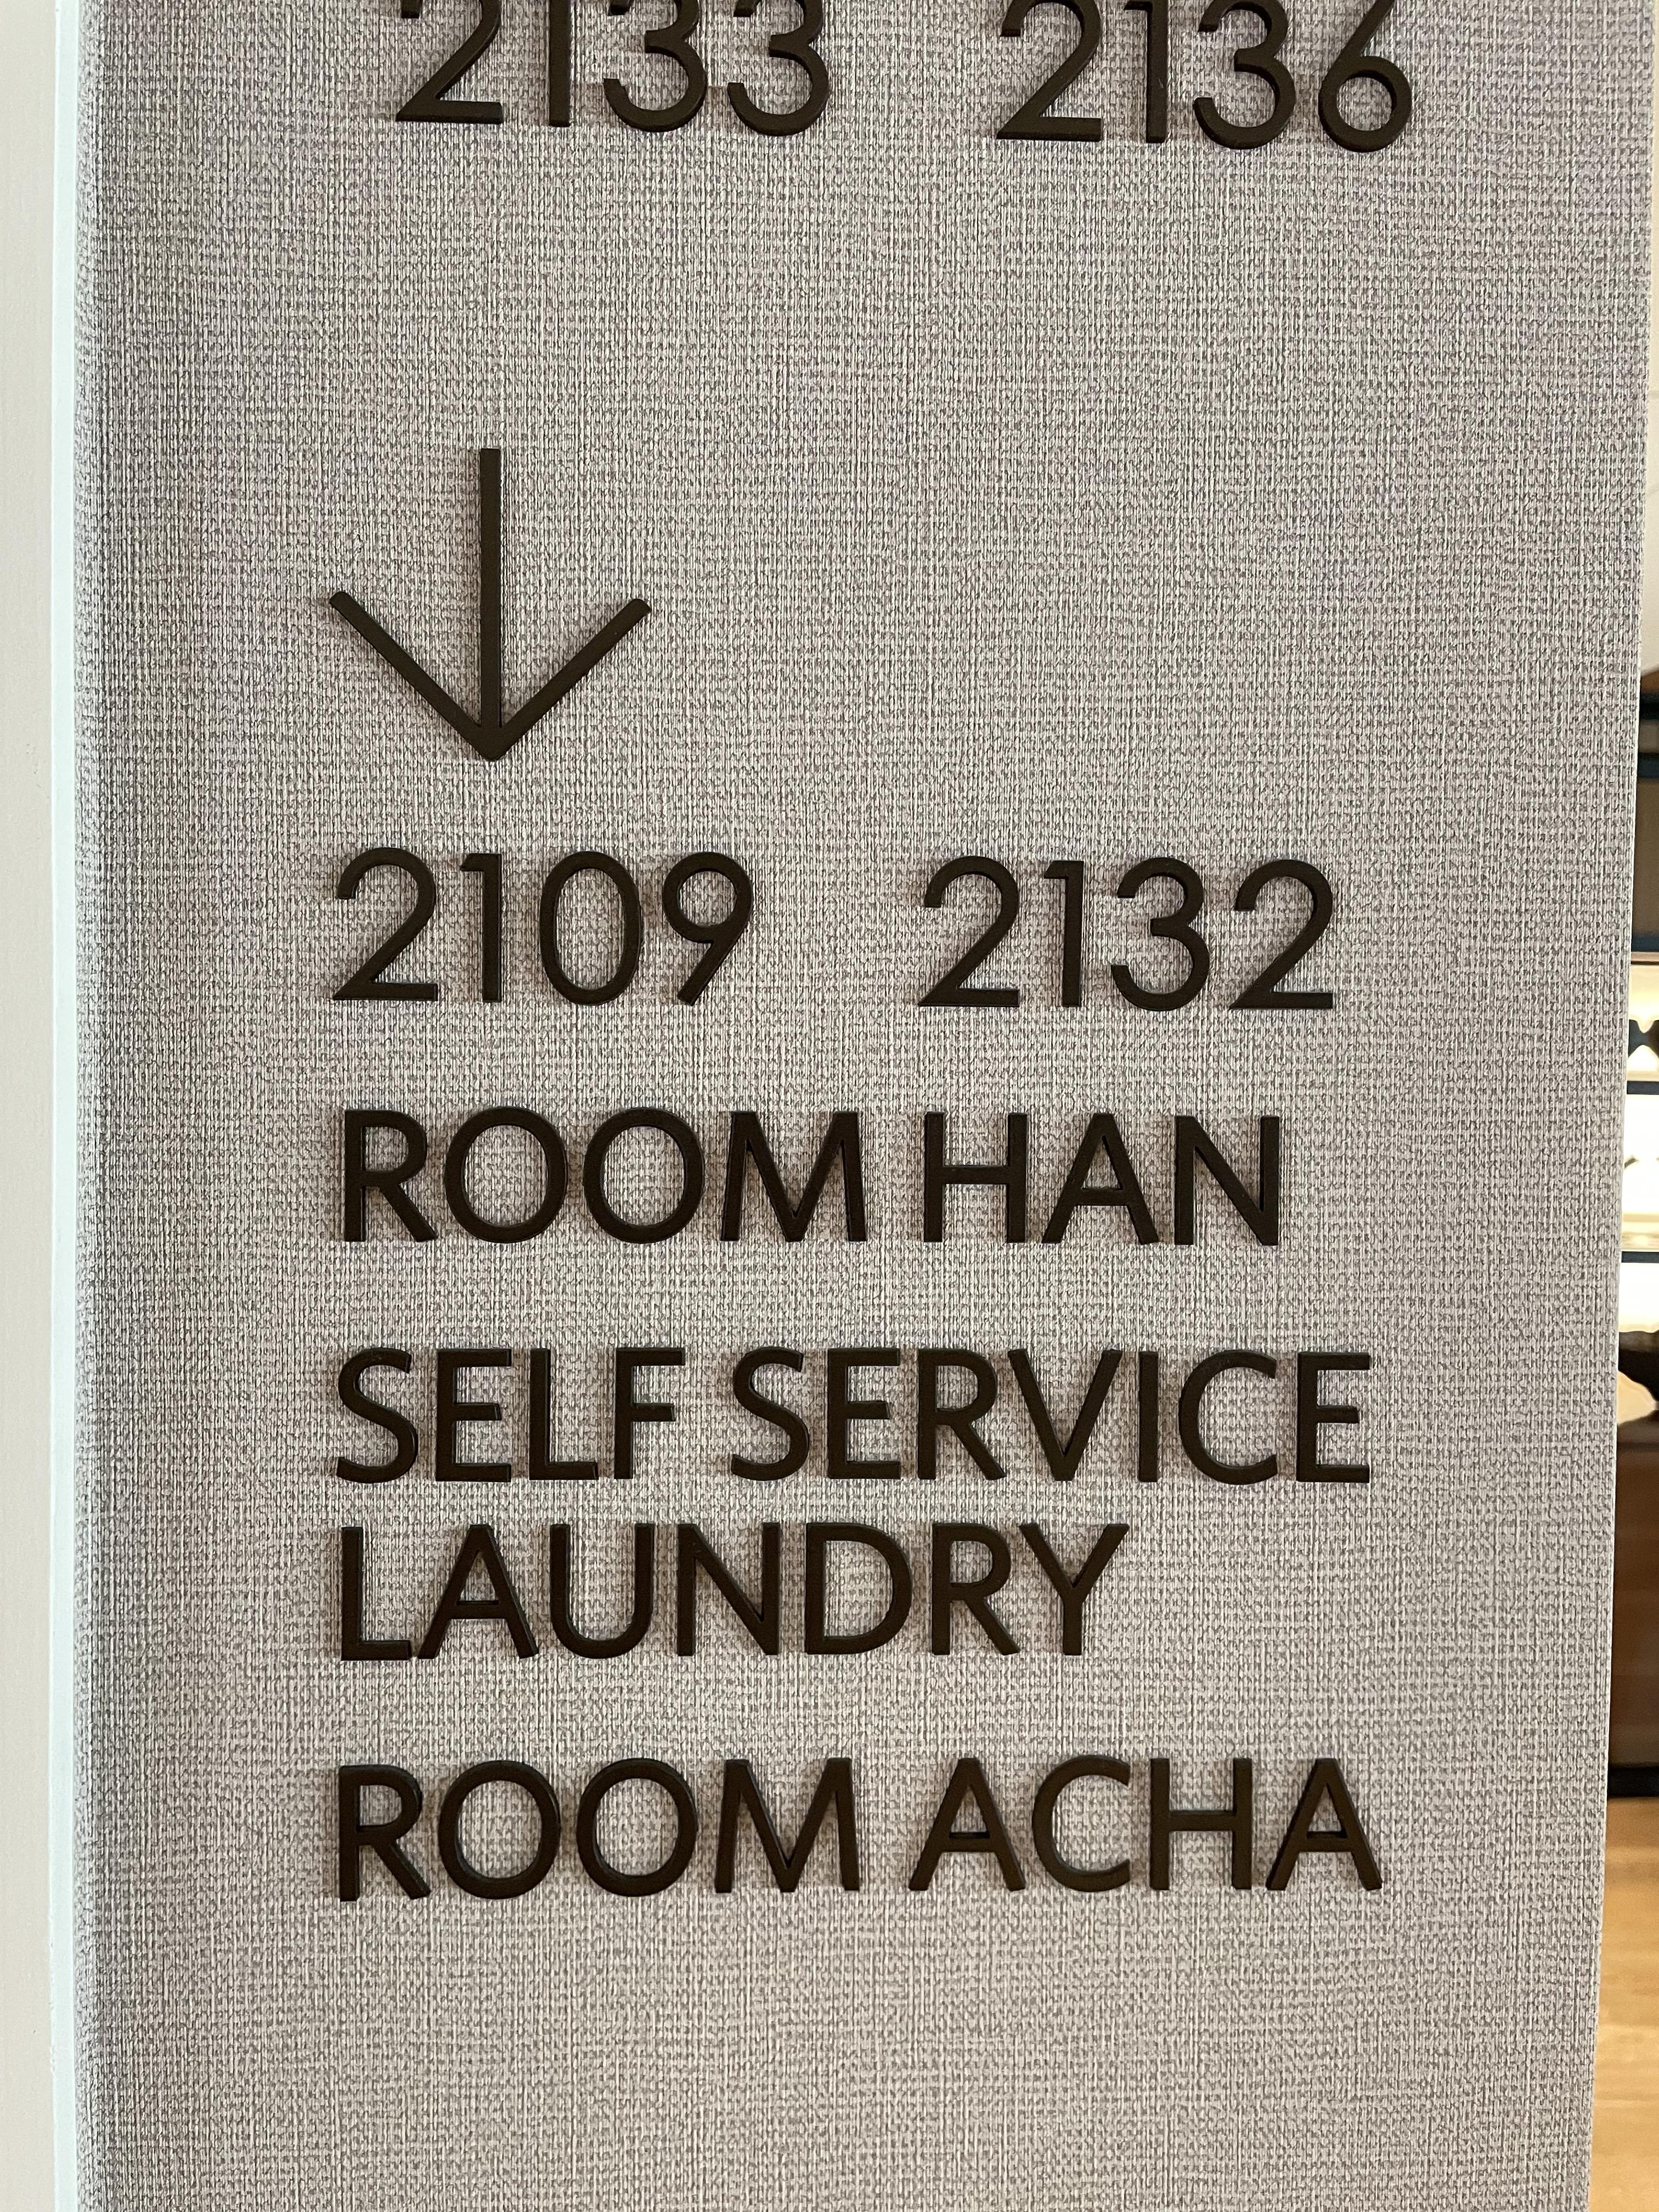 2133 2136
2109 2132
ROOM HAN
SELF SERVICE
LAUNDRY
ROOM ACHA